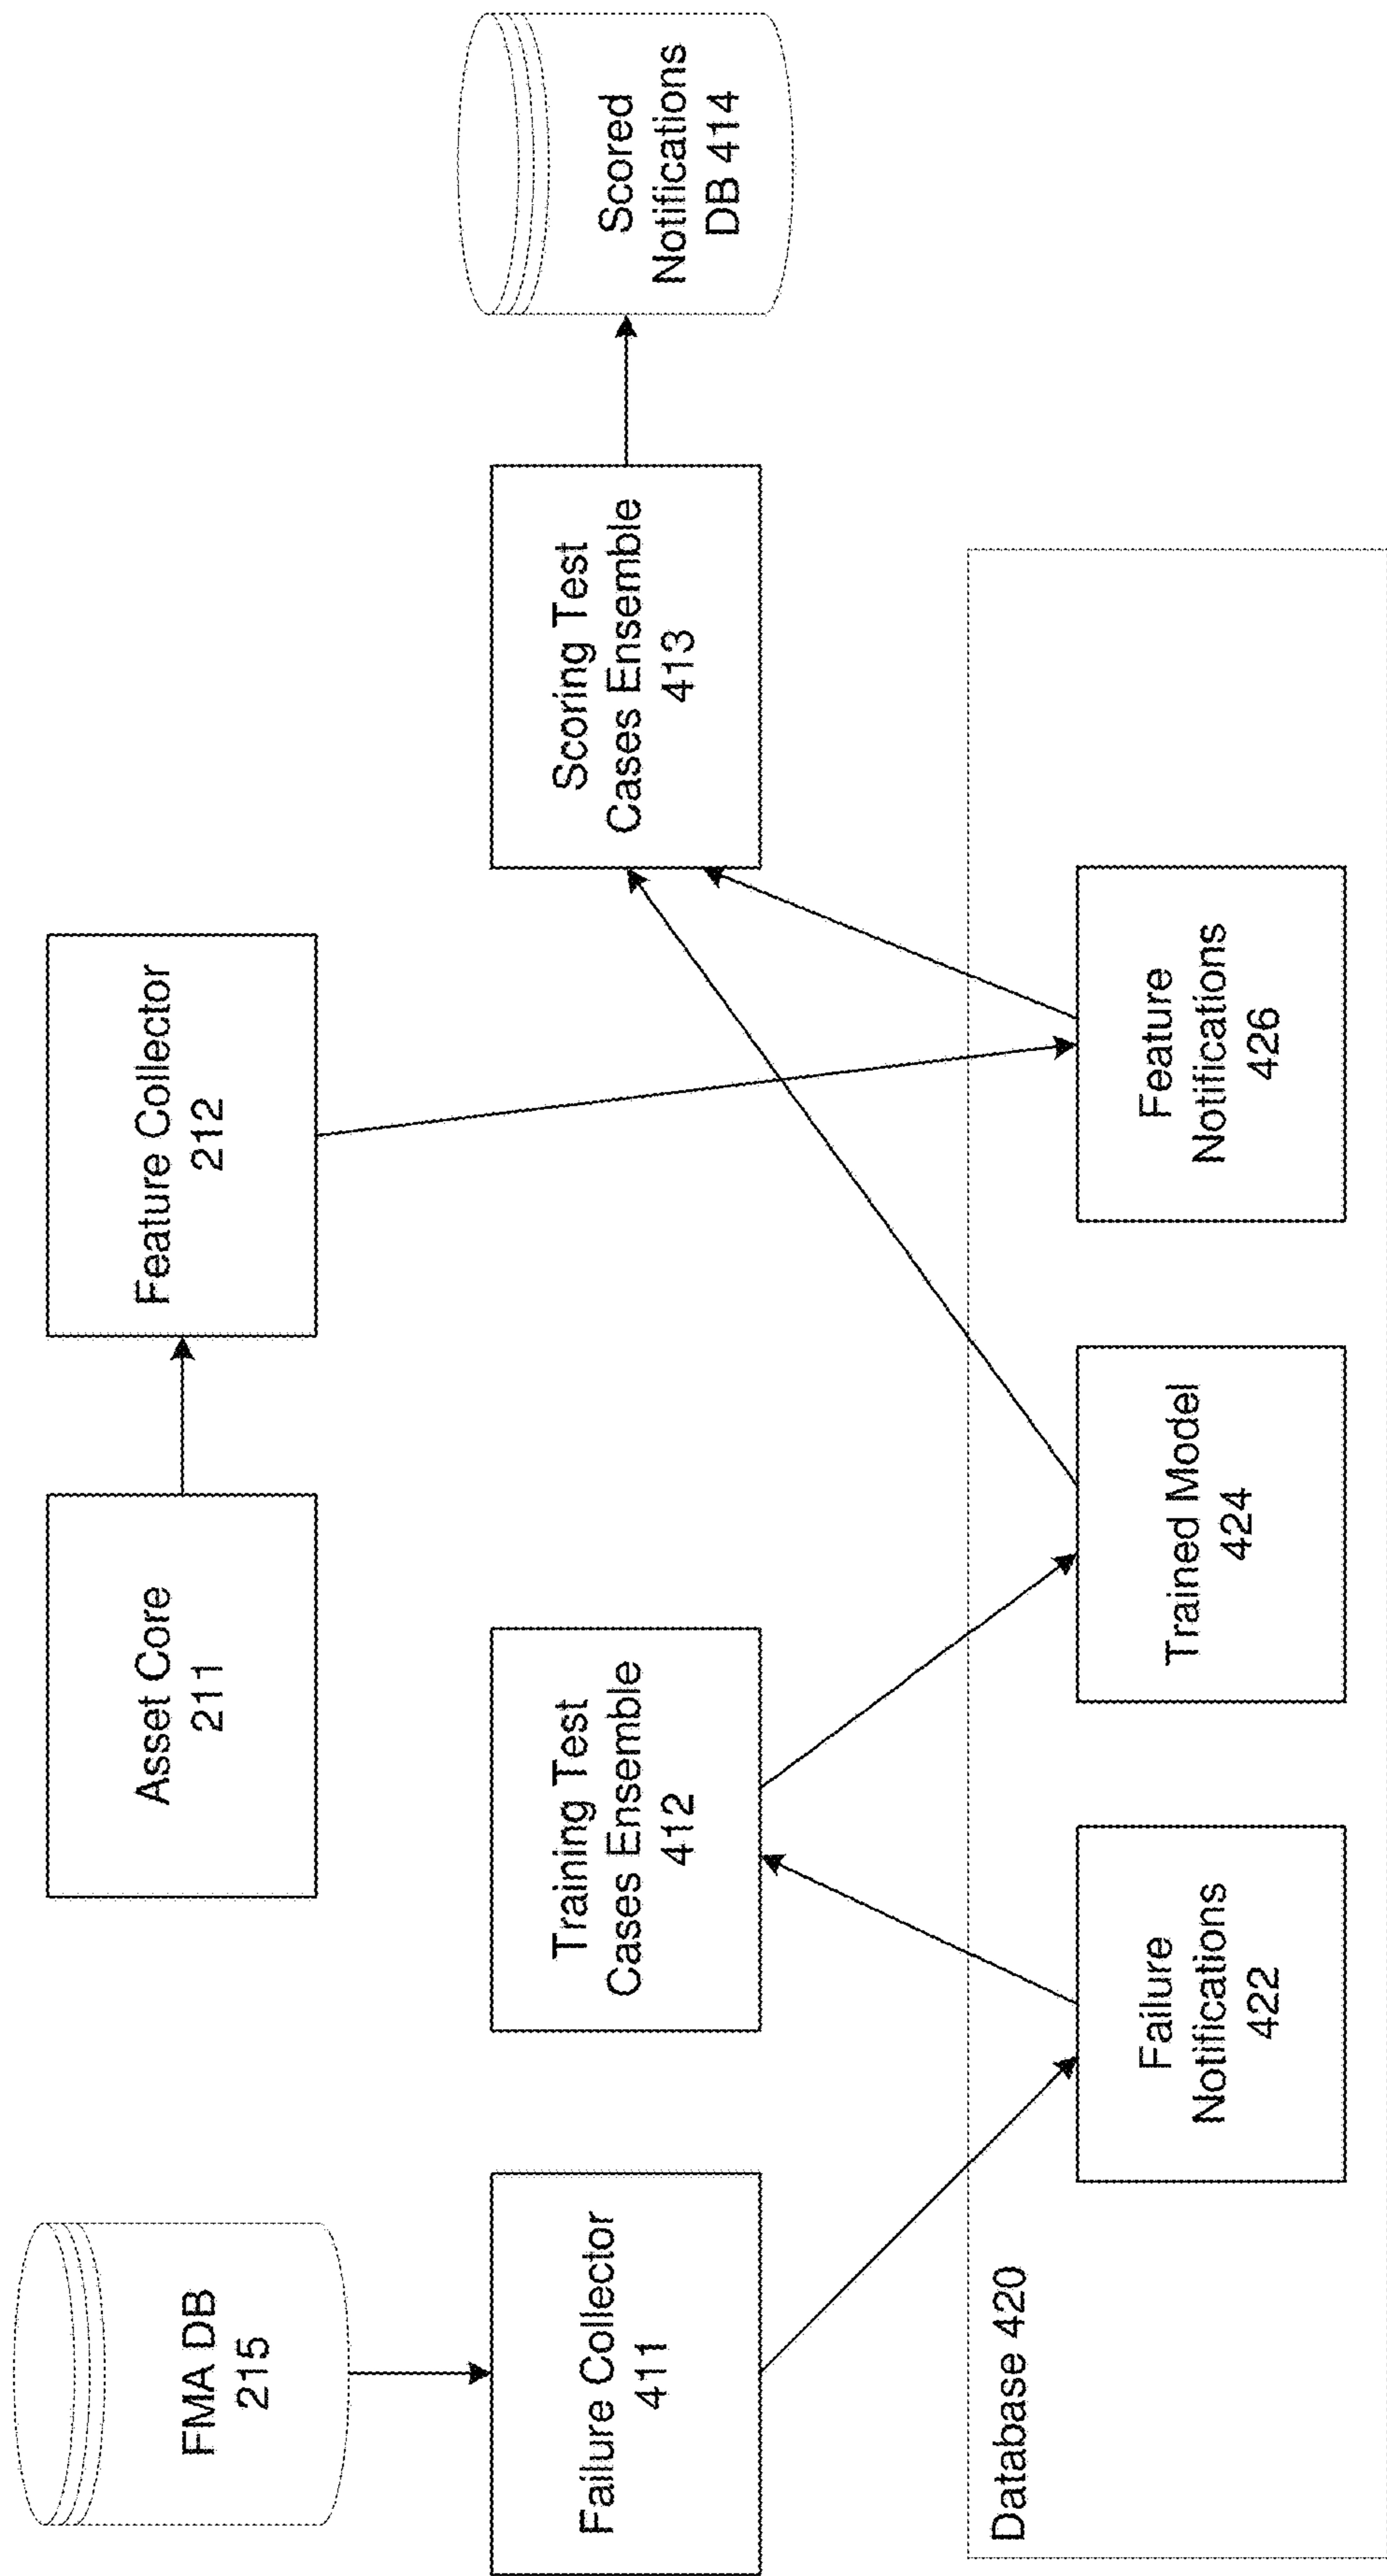 FMA DB
215
Asset Core
211
Feature Collector
212
Failure Collector
411
Training Test
Cases Ensemble
412
Scoring Test
Cases Ensemble
413
Scored
Notifications
DB 414
Database 420
Failure
Notifications
422
Trained Model
424
Feature
Notifications
426